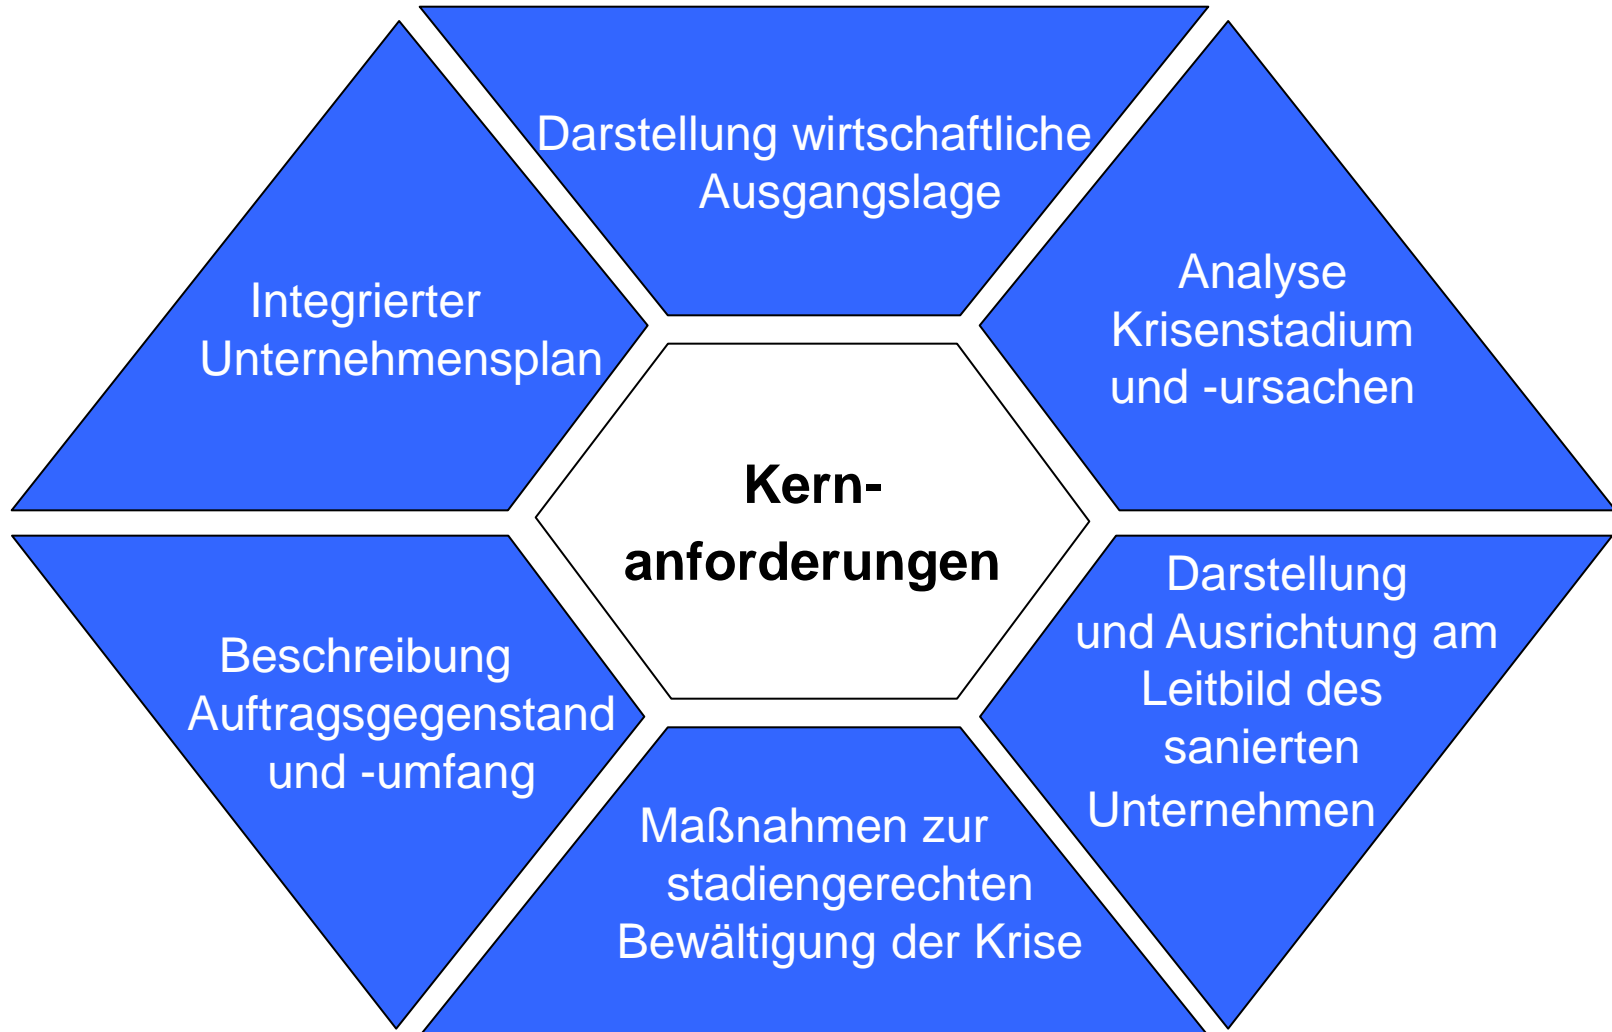 Darstellung wirtschaftliche
Ausgangslage
Analyse
Krisenstadium
und -ursachen
Integrierter
Unternehmensplan
Kern-
anforderungen
Darstellung
und Ausrichtung am
Leitbild des
sanierten
Unternehmen
Beschreibung
Auftragsgegenstand
und -umfang
Maßnahmen zur
stadiengerechten
Bewältigung der Krise